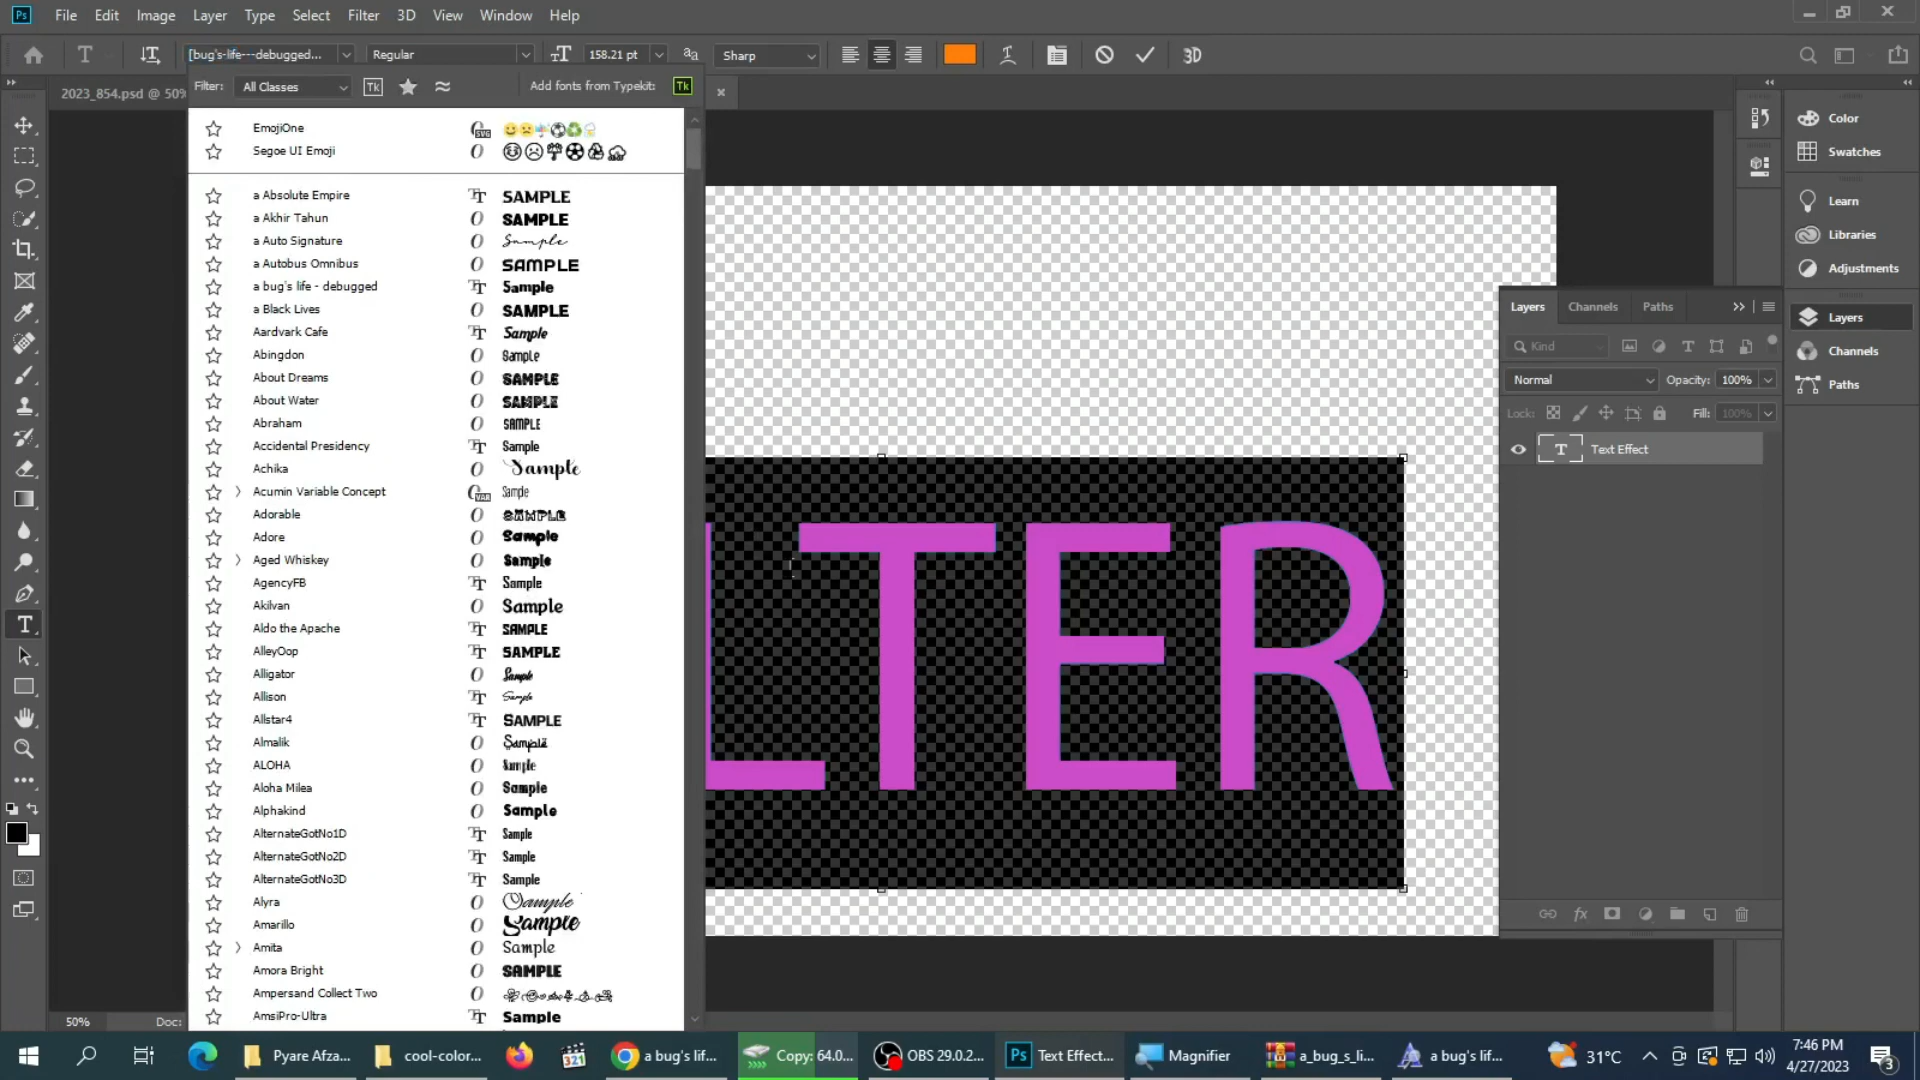 Ps File Edit Image Layer Type Select Filter 3D View Window Help
[bug's-life---debugged... Regular 158.21 pt Sharp 3D
Filter: All Classes Tk Add fonts from Typekit: Tk
2023_854.psd @ 50%
EmojiOne
Segoe UI Emoji
a Absolute Empire SAMPLE
a Akhir Tahun SAMPLE
a Auto Signature Sample
a Autobus Omnibus SAMPLE
a bug's life - debugged Sample
a Black Lives SAMPLE
Aardvark Cafe Sample
Abingdon Sample
About Dreams SAMPLE
About Water SAMPLE
Abraham SAMPLE
Accidental Presidency Sample
Achika Sample
Acumin Variable Concept Sample
Adorable SAMPLE
Adore Sample
Aged Whiskey Sample
AgencyFB Sample
Akilvan Sample
Aldo the Apache SAMPLE
AlleyOop SAMPLE
Alligator Sample
Allison Sample
Allstar4 SAMPLE
Almalik Sample
ALOHA Sample
Aloha Milea Sample
Alphakind Sample
AlternateGotNo1D Sample
AlternateGotNo2D Sample
AlternateGotNo3D Sample
Alyra Sample
Amarillo Sample
Amita Sample
Amora Bright SAMPLE
Ampersand Collect Two
AmsiPro-Ultra Sample
LTER
Color
Swatches
Learn
Libraries
Adjustments
Layers
Channels
Paths
Layers Channels Paths
Kind
Normal Opacity: 100%
Lock: Fill: 100%
T Text Effect
fx
50% Doc:
Pyare Afza... cool-color... 321 a bug's lif... Copy: 64.0... OBS 29.0.2... Ps Text Effect... Magnifier a_bug_s_li... a bug's lif... 31°C 7:46 PM
4/27/2023 3